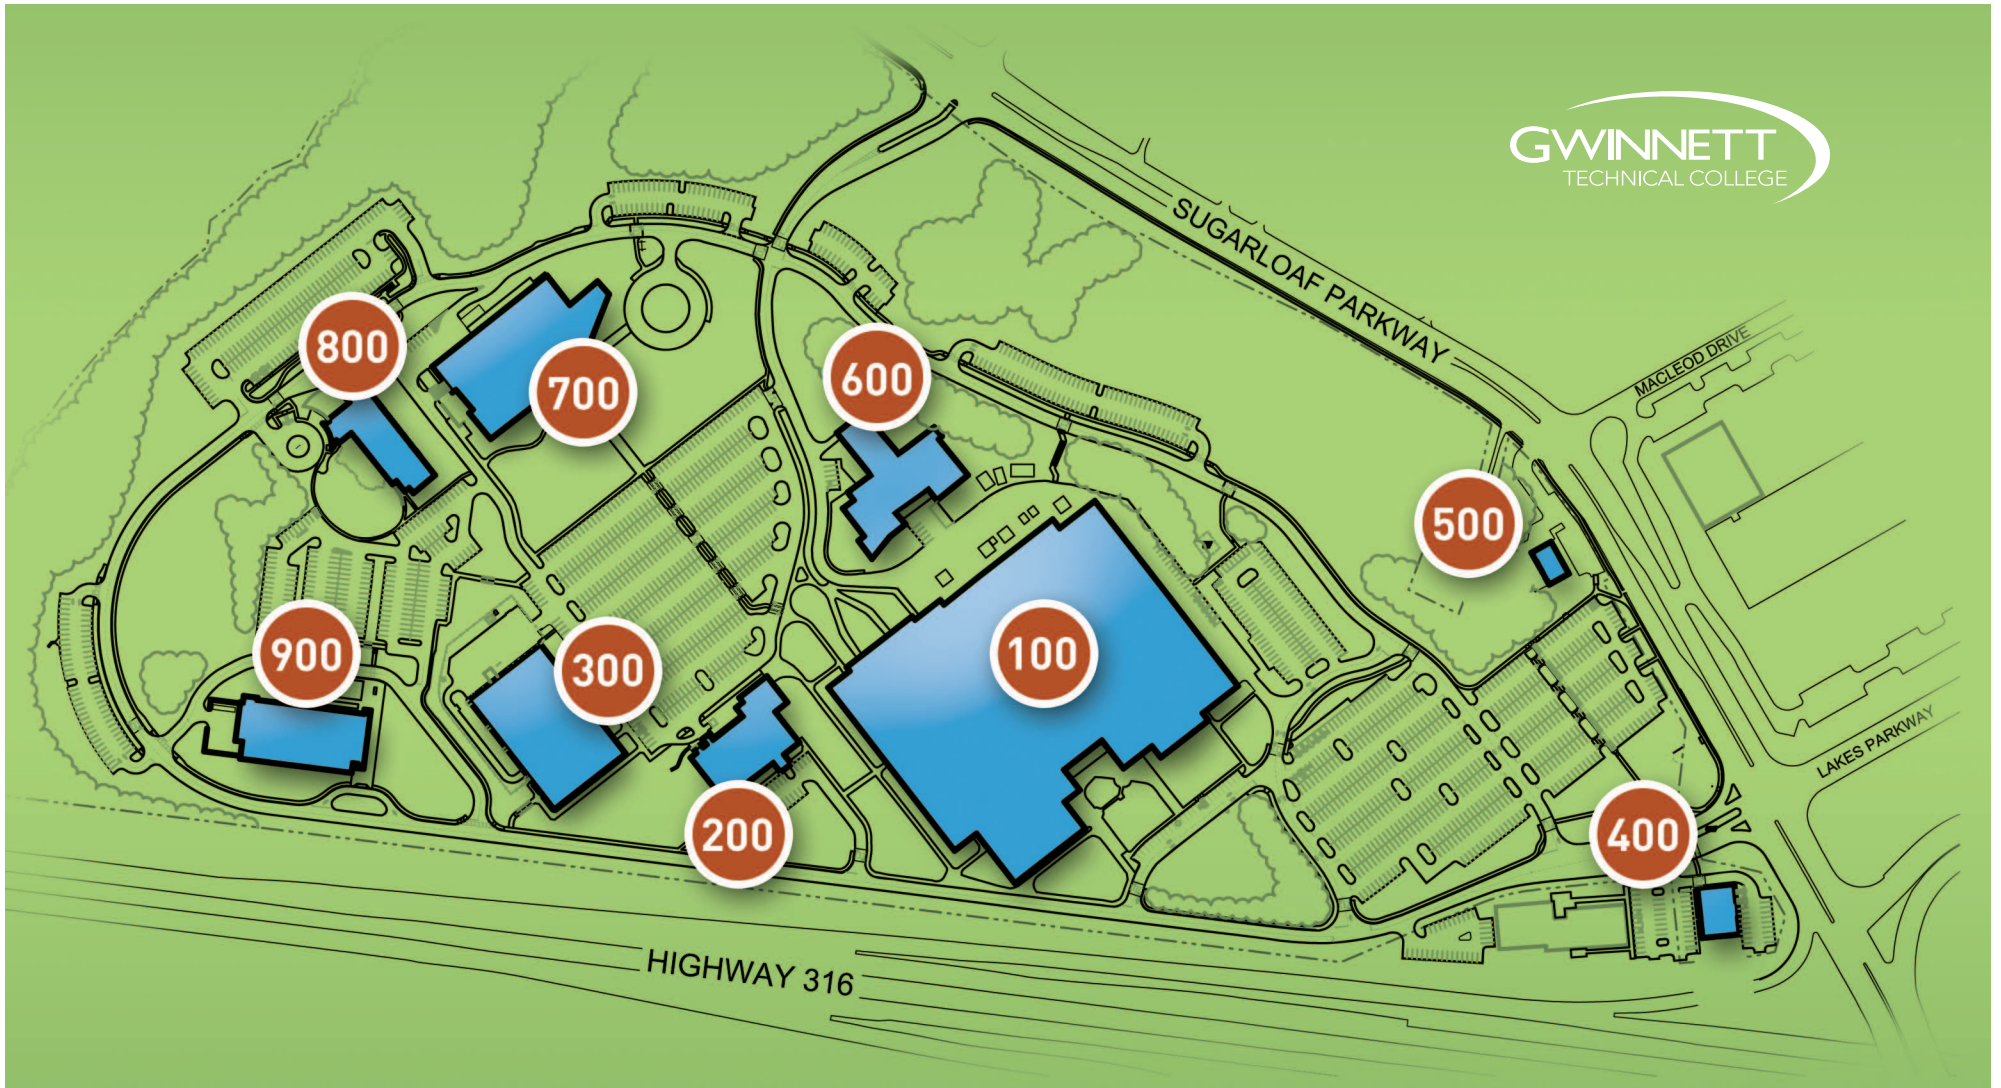 GWINNETT
TECHNICAL COLLEGE
SUGARLOAF PARKWAY
MACLEOD DRIVE
800
700
600
500
900
300
100
LAKES PARKWAY
200
400
HIGHWAY 316